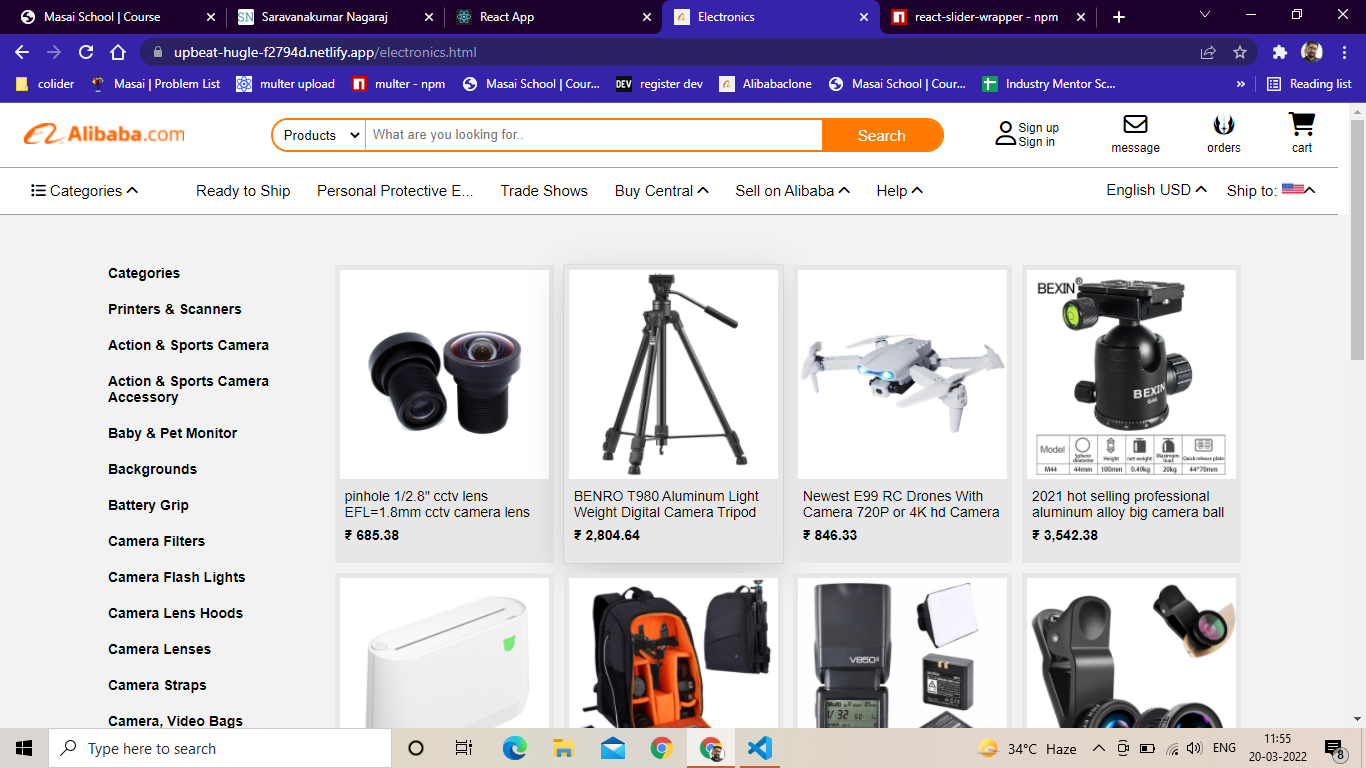 Masai School | Course
SN Saravanakumar Nagaraj
React App
Electronics
n react-slider-wrapper - npm
upbeat-hugle-f2794d.netlify.app/electronics.html
colider
Masai | Problem List
multer upload
multer - npm
Masai School | Cour...
DEV register dev
Alibabaclone
Masai School | Cour...
Industry Mentor Sc...
»
Reading list
Alibaba.com
Products
What are you looking for..
Search
Sign up
Sign in
message
orders
cart
Categories
Ready to Ship
Personal Protective E...
Trade Shows
Buy Central
Sell on Alibaba
Help
English USD
Ship to:
Categories
Printers & Scanners
Action & Sports Camera
Action & Sports Camera
Accessory
Baby & Pet Monitor
Backgrounds
Battery Grip
Camera Filters
Camera Flash Lights
Camera Lens Hoods
Camera Lenses
Camera Straps
Camera, Video Bags
pinhole 1/2.8" cctv lens
EFL=1.8mm cctv camera lens
₹ 685.38
BENRO T980 Aluminum Light
Weight Digital Camera Tripod
₹ 2,804.64
Newest E99 RC Drones With
Camera 720P or 4K hd Camera
₹ 846.33
BEXIN®
BEXIN
Model Sphere diameter Height net weight Maximum load Quick release plate
M44 44mm 100mm 0.49kg 20kg 44*70mm
2021 hot selling professional
aluminum alloy big camera ball
₹ 3,542.38
V850II
Multi
1/32
Type here to search
34°C Haze
ENG
11:55
20-03-2022
8